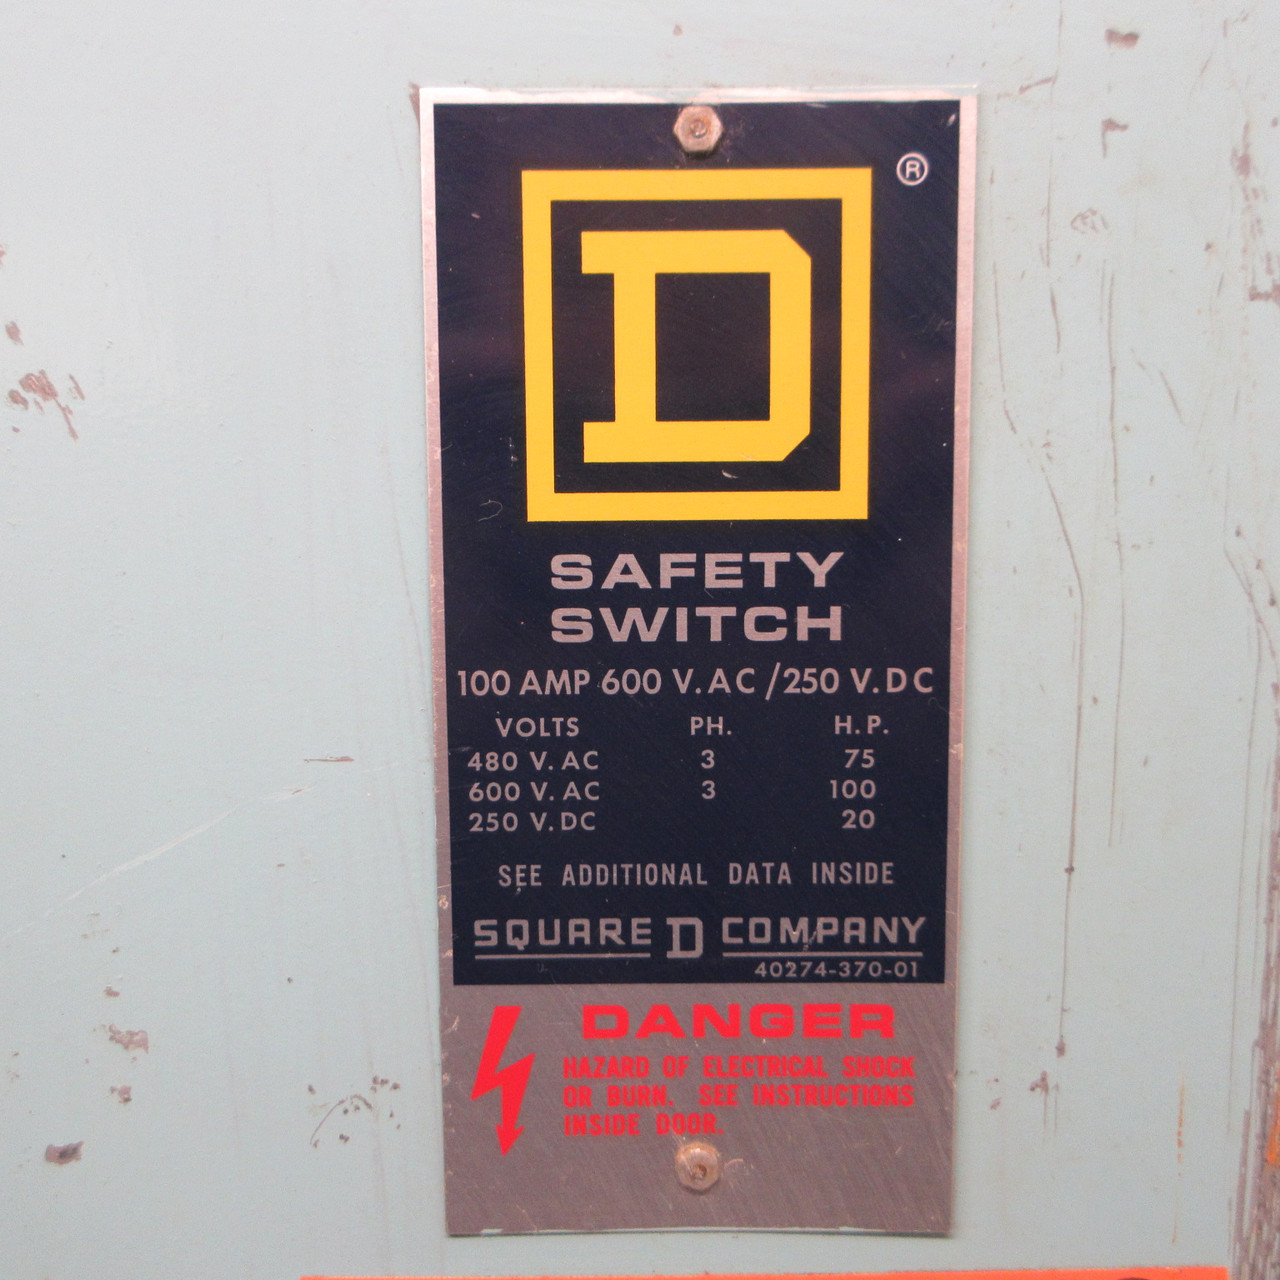 ®
D
SAFETY
SWITCH
100 AMP 600 V.AC/250 V.DC
VOLTS PH. H.P.
480 V.AC 3 75
600 V.AC 3 100
250 V.DC 20
SEE ADDITIONAL DATA INSIDE
SQUARE D COMPANY
40274-370-01
DANGER
HAZARD OF ELECTRICAL SHOCK
OR BURN. SEE INSTRUCTIONS
INSIDE DOOR.